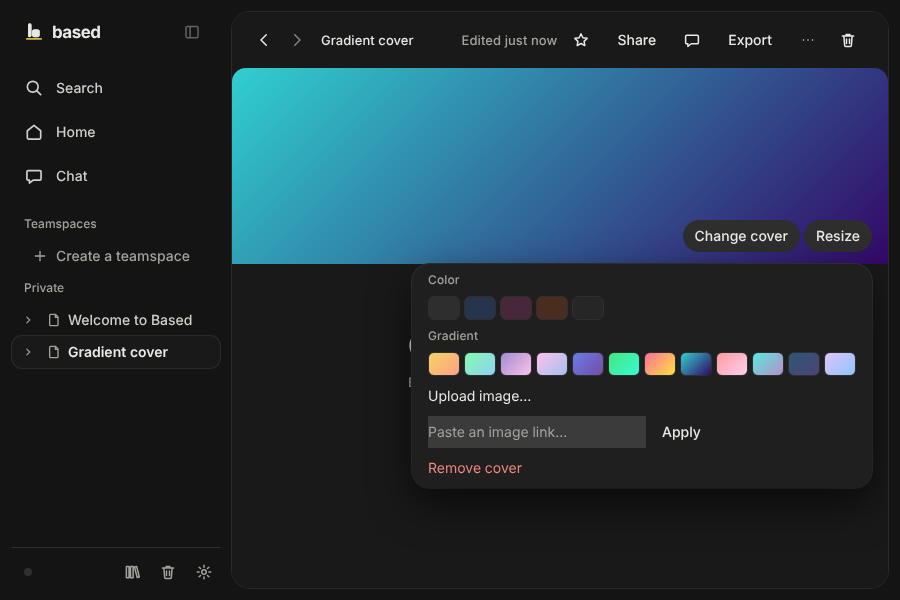 based
Search
Home
Chat
Teamspaces
Create a teamspace
Private
Welcome to Based
Gradient cover
Gradient cover
Edited just now
Share
Export
Change cover
Resize
Color
Gradient
Upload image...
Paste an image link...
Apply
Remove cover